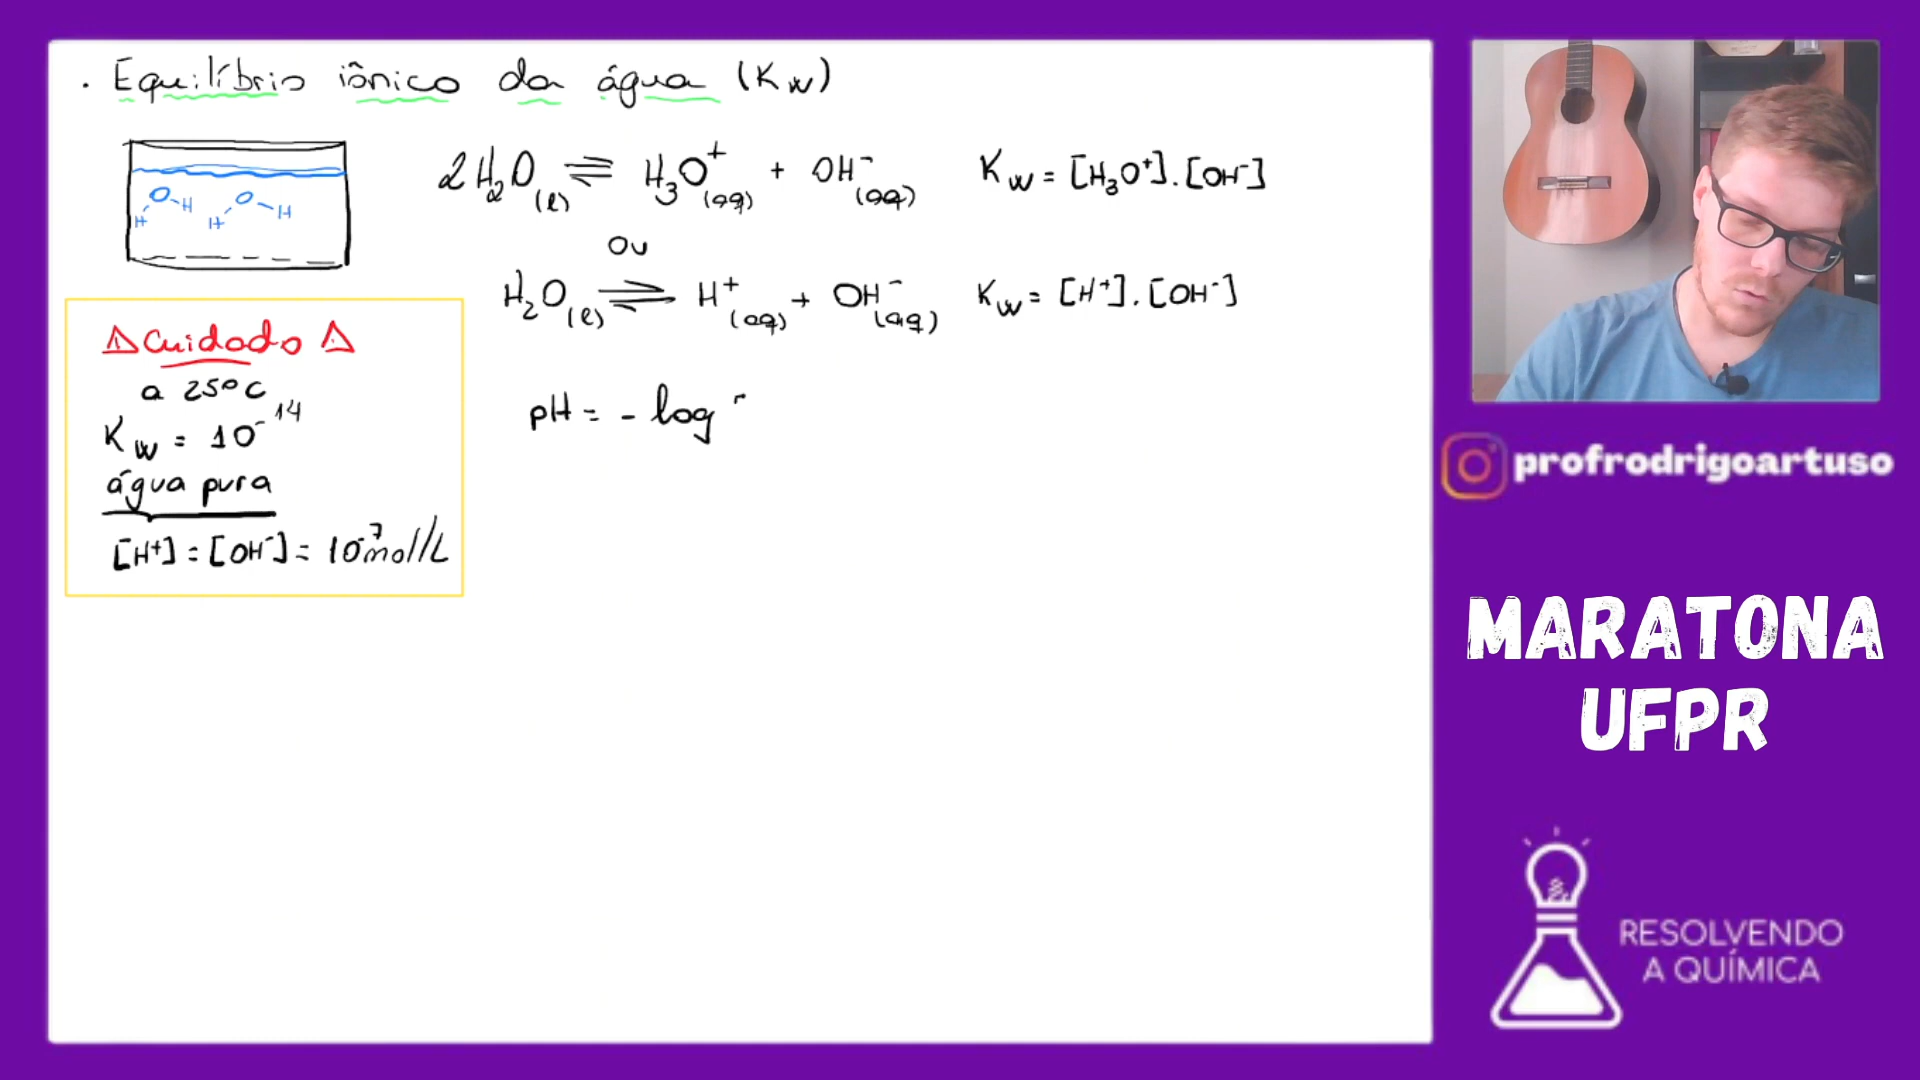 . Equilíbrio iônico da água (Kw)
2H₂O(l) ⇌ H₃O⁺(aq) + OH⁻(aq) Kw = [H₃O⁺].[OH⁻]
ou
H₂O(l) ⇌ H⁺(aq) + OH⁻(aq) Kw = [H⁺].[OH⁻]
O-H H
O-H H
⚠ Cuidado ⚠
a 25°C
Kw = 10⁻¹⁴
água pura
[H⁺] = [OH⁻] = 10⁻⁷ mol/L
pH = - log
profrodrigoartuso
MARATONA
UFPR
RESOLVENDO
A QUÍMICA